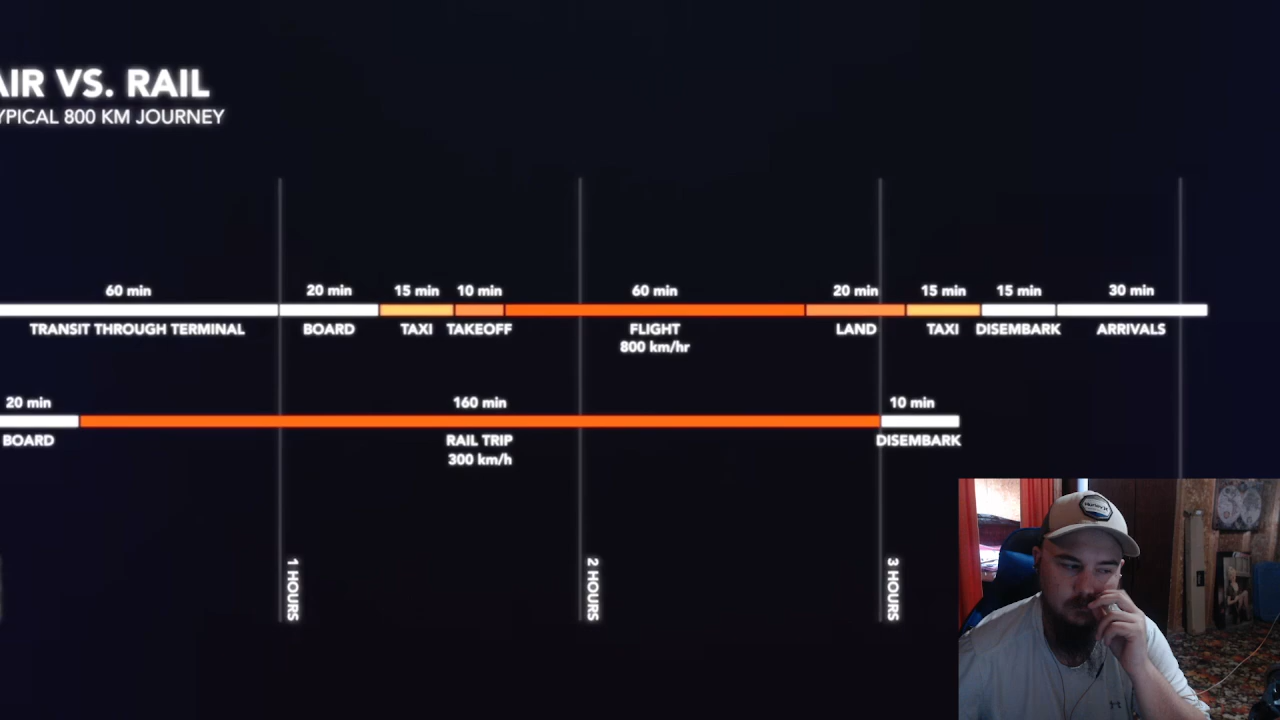 AIR VS. RAIL
YPICAL 800 KM JOURNEY
60 min
20 min
15 min
10 min
60 min
20 min
15 min
15 min
30 min
TRANSIT THROUGH TERMINAL
BOARD
TAXI
TAKEOFF
FLIGHT
LAND
TAXI
DISEMBARK
ARRIVALS
800 km/hr
20 min
160 min
10 min
BOARD
RAIL TRIP
DISEMBARK
300 km/h
1 HOURS
2 HOURS
3 HOURS